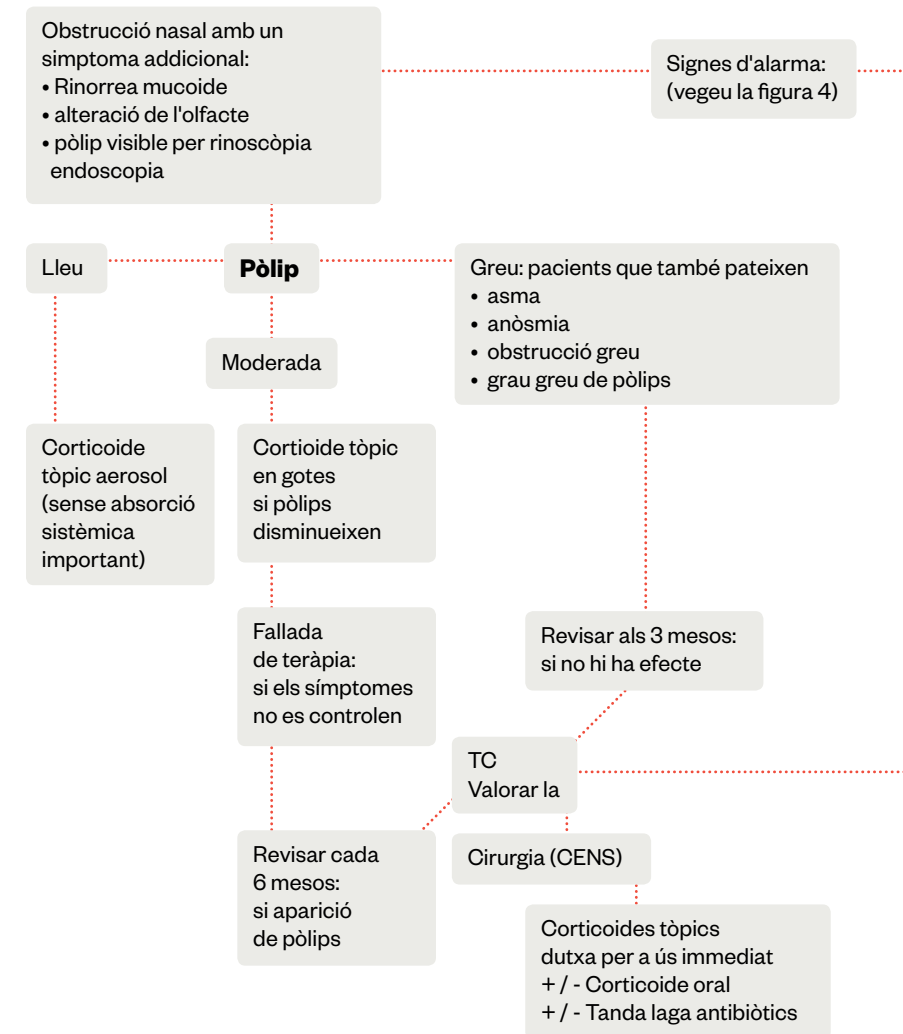 Obstrucció nasal amb un
simptoma addicional:
• Rinorrea mucoide
• alteració de l'olfacte
• pòlip visible per rinoscòpia
endoscopia
Signes d'alarma:
(vegeu la figura 4)
Lleu
Pòlip
Greu: pacients que també pateixen
• asma
• anòsmia
• obstrucció greu
• grau greu de pòlips
Moderada
Corticoide
tòpic aerosol
(sense absorció
sistèmica
important)
Cortioide tòpic
en gotes
si pòlips
disminueixen
Fallada
de teràpia:
si els símptomes
no es controlen
Revisar als 3 mesos:
si no hi ha efecte
TC
Valorar la
Revisar cada
6 mesos:
si aparició
de pòlips
Cirurgia (CENS)
Corticoides tòpics
dutxa per a ús immediat
+ / - Corticoide oral
+ / - Tanda laga antibiòtics